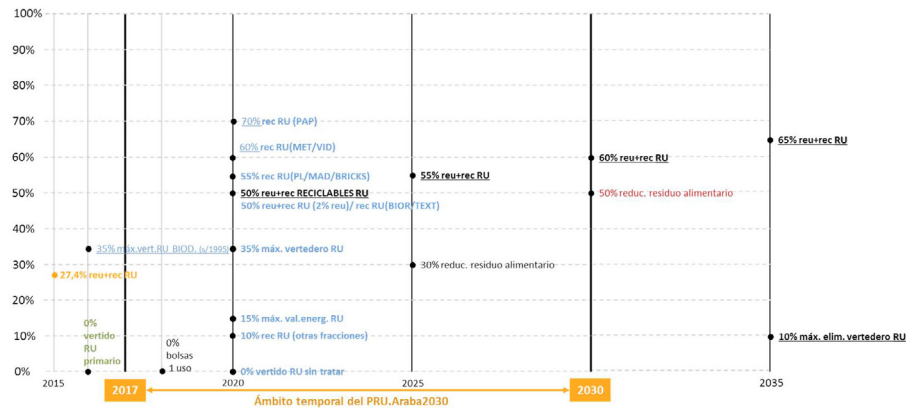 100%
90%
80%
70%
70% rec RU (PAP)
65% reu+rec RU
60% rec RU(MET/VID)
60%
60% reu+rec RU
55% rec RU(PL/MAD/BRICKS)
55% reu+rec RU
50%
50% reu+rec RECICLABLES RU
50% reduc. residuo alimentario
50% reu+rec RU (2% reu)/ rec RU(BIOR/TEXT)
40%
35% máx.vert.RU BIOD. (s/1995)
35% máx. vertedero RU
30%
30% reduc. residuo alimentario
27,4% reu+rec RU
20%
15% máx. val.energ. RU
0%
vertido
RU
primario
10%
10% rec RU (otras fracciones)
10% máx. elim. vertedero RU
0%
bolsas
1 uso
0%
0% vertido RU sin tratar
2015
2017
2020
2025
2030
2035
Ámbito temporal del PRU.Araba2030